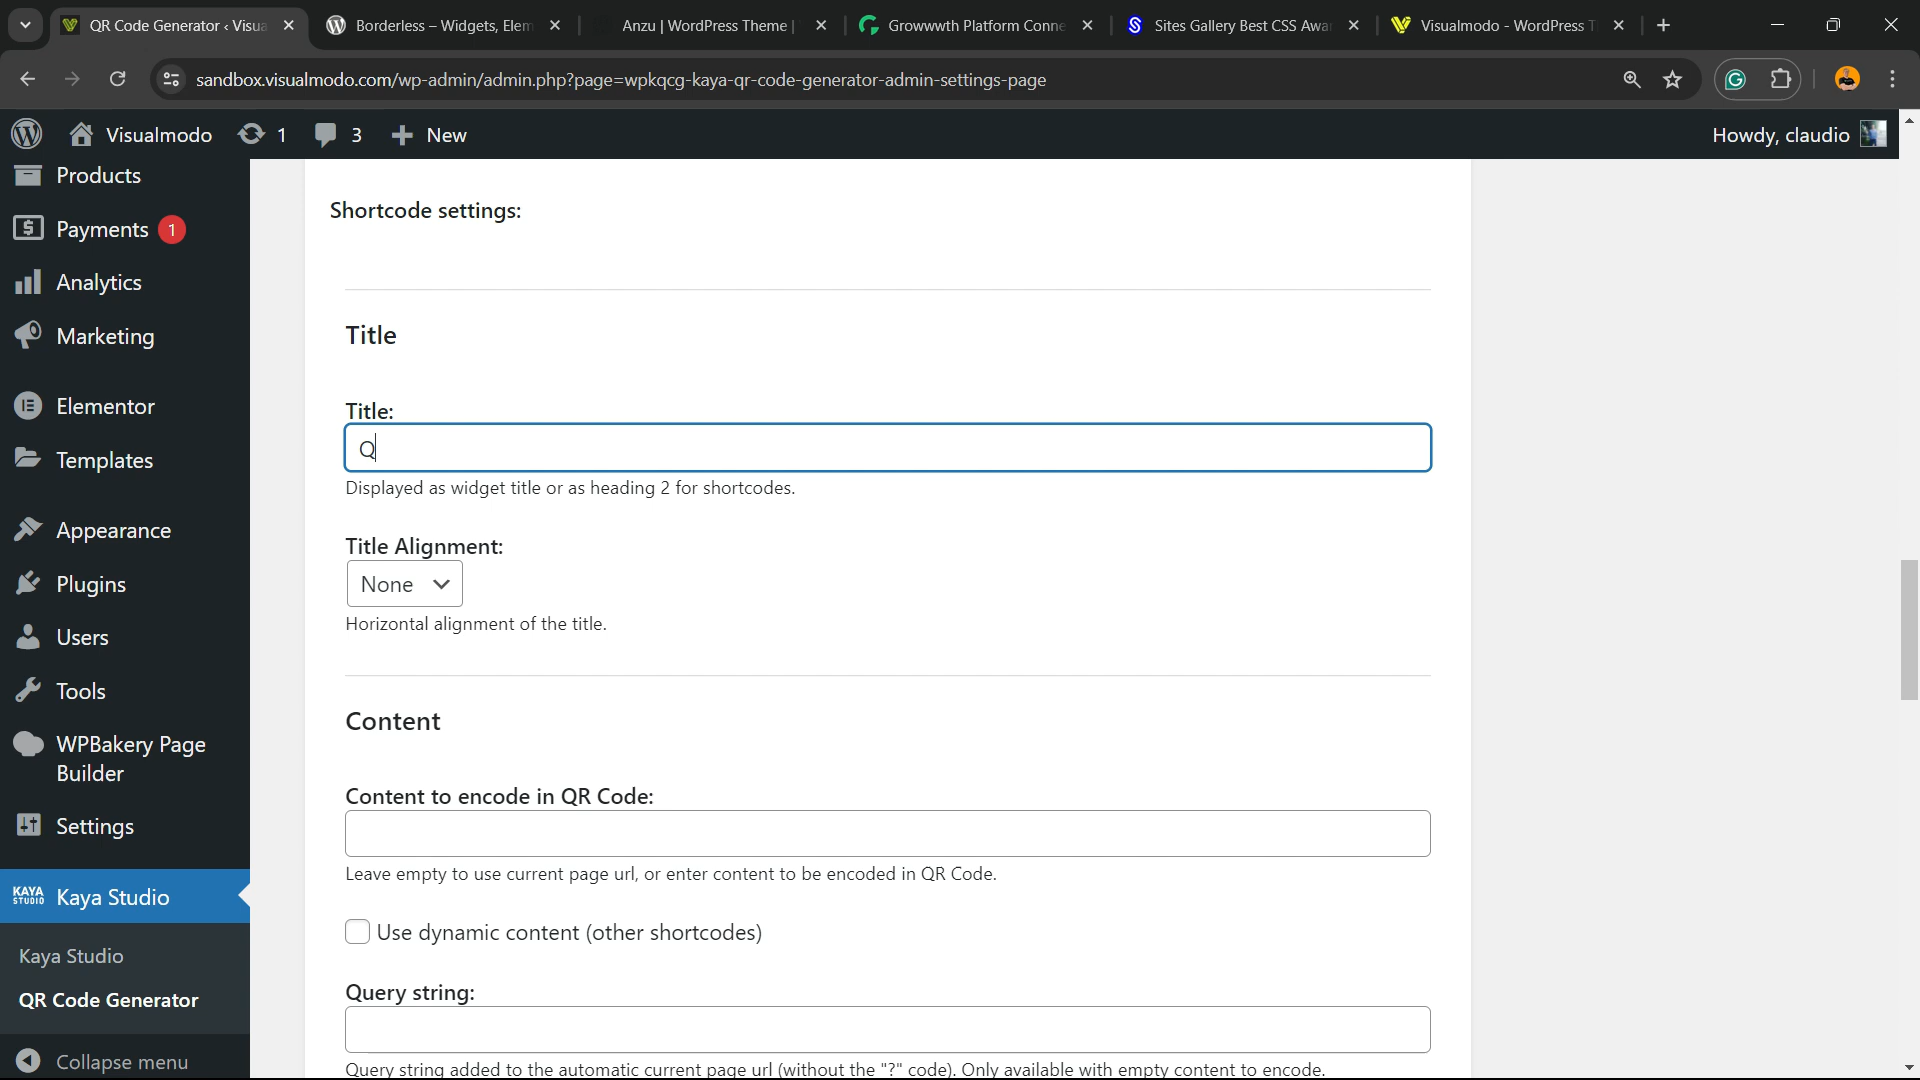 QR Code Generator ‹ Visua
Borderless – Widgets, Elem
Anzu | WordPress Theme |
Growwwth Platform Conne
Sites Gallery Best CSS Awar
Visualmodo - WordPress T
sandbox.visualmodo.com/wp-admin/admin.php?page=wpkqcg-kaya-qr-code-generator-admin-settings-page
Visualmodo 1 3 New Howdy, claudio
Products
Payments 1
Analytics
Marketing
Elementor
Templates
Appearance
Plugins
Users
Tools
WPBakery Page
Builder
Settings
KAYA
STUDIO
Kaya Studio
Kaya Studio
QR Code Generator
Collapse menu
Shortcode settings:
Title
Title:
Q
Displayed as widget title or as heading 2 for shortcodes.
Title Alignment:
None
Horizontal alignment of the title.
Content
Content to encode in QR Code:
Leave empty to use current page url, or enter content to be encoded in QR Code.
Use dynamic content (other shortcodes)
Query string:
Query string added to the automatic current page url (without the "?" code). Only available with empty content to encode.